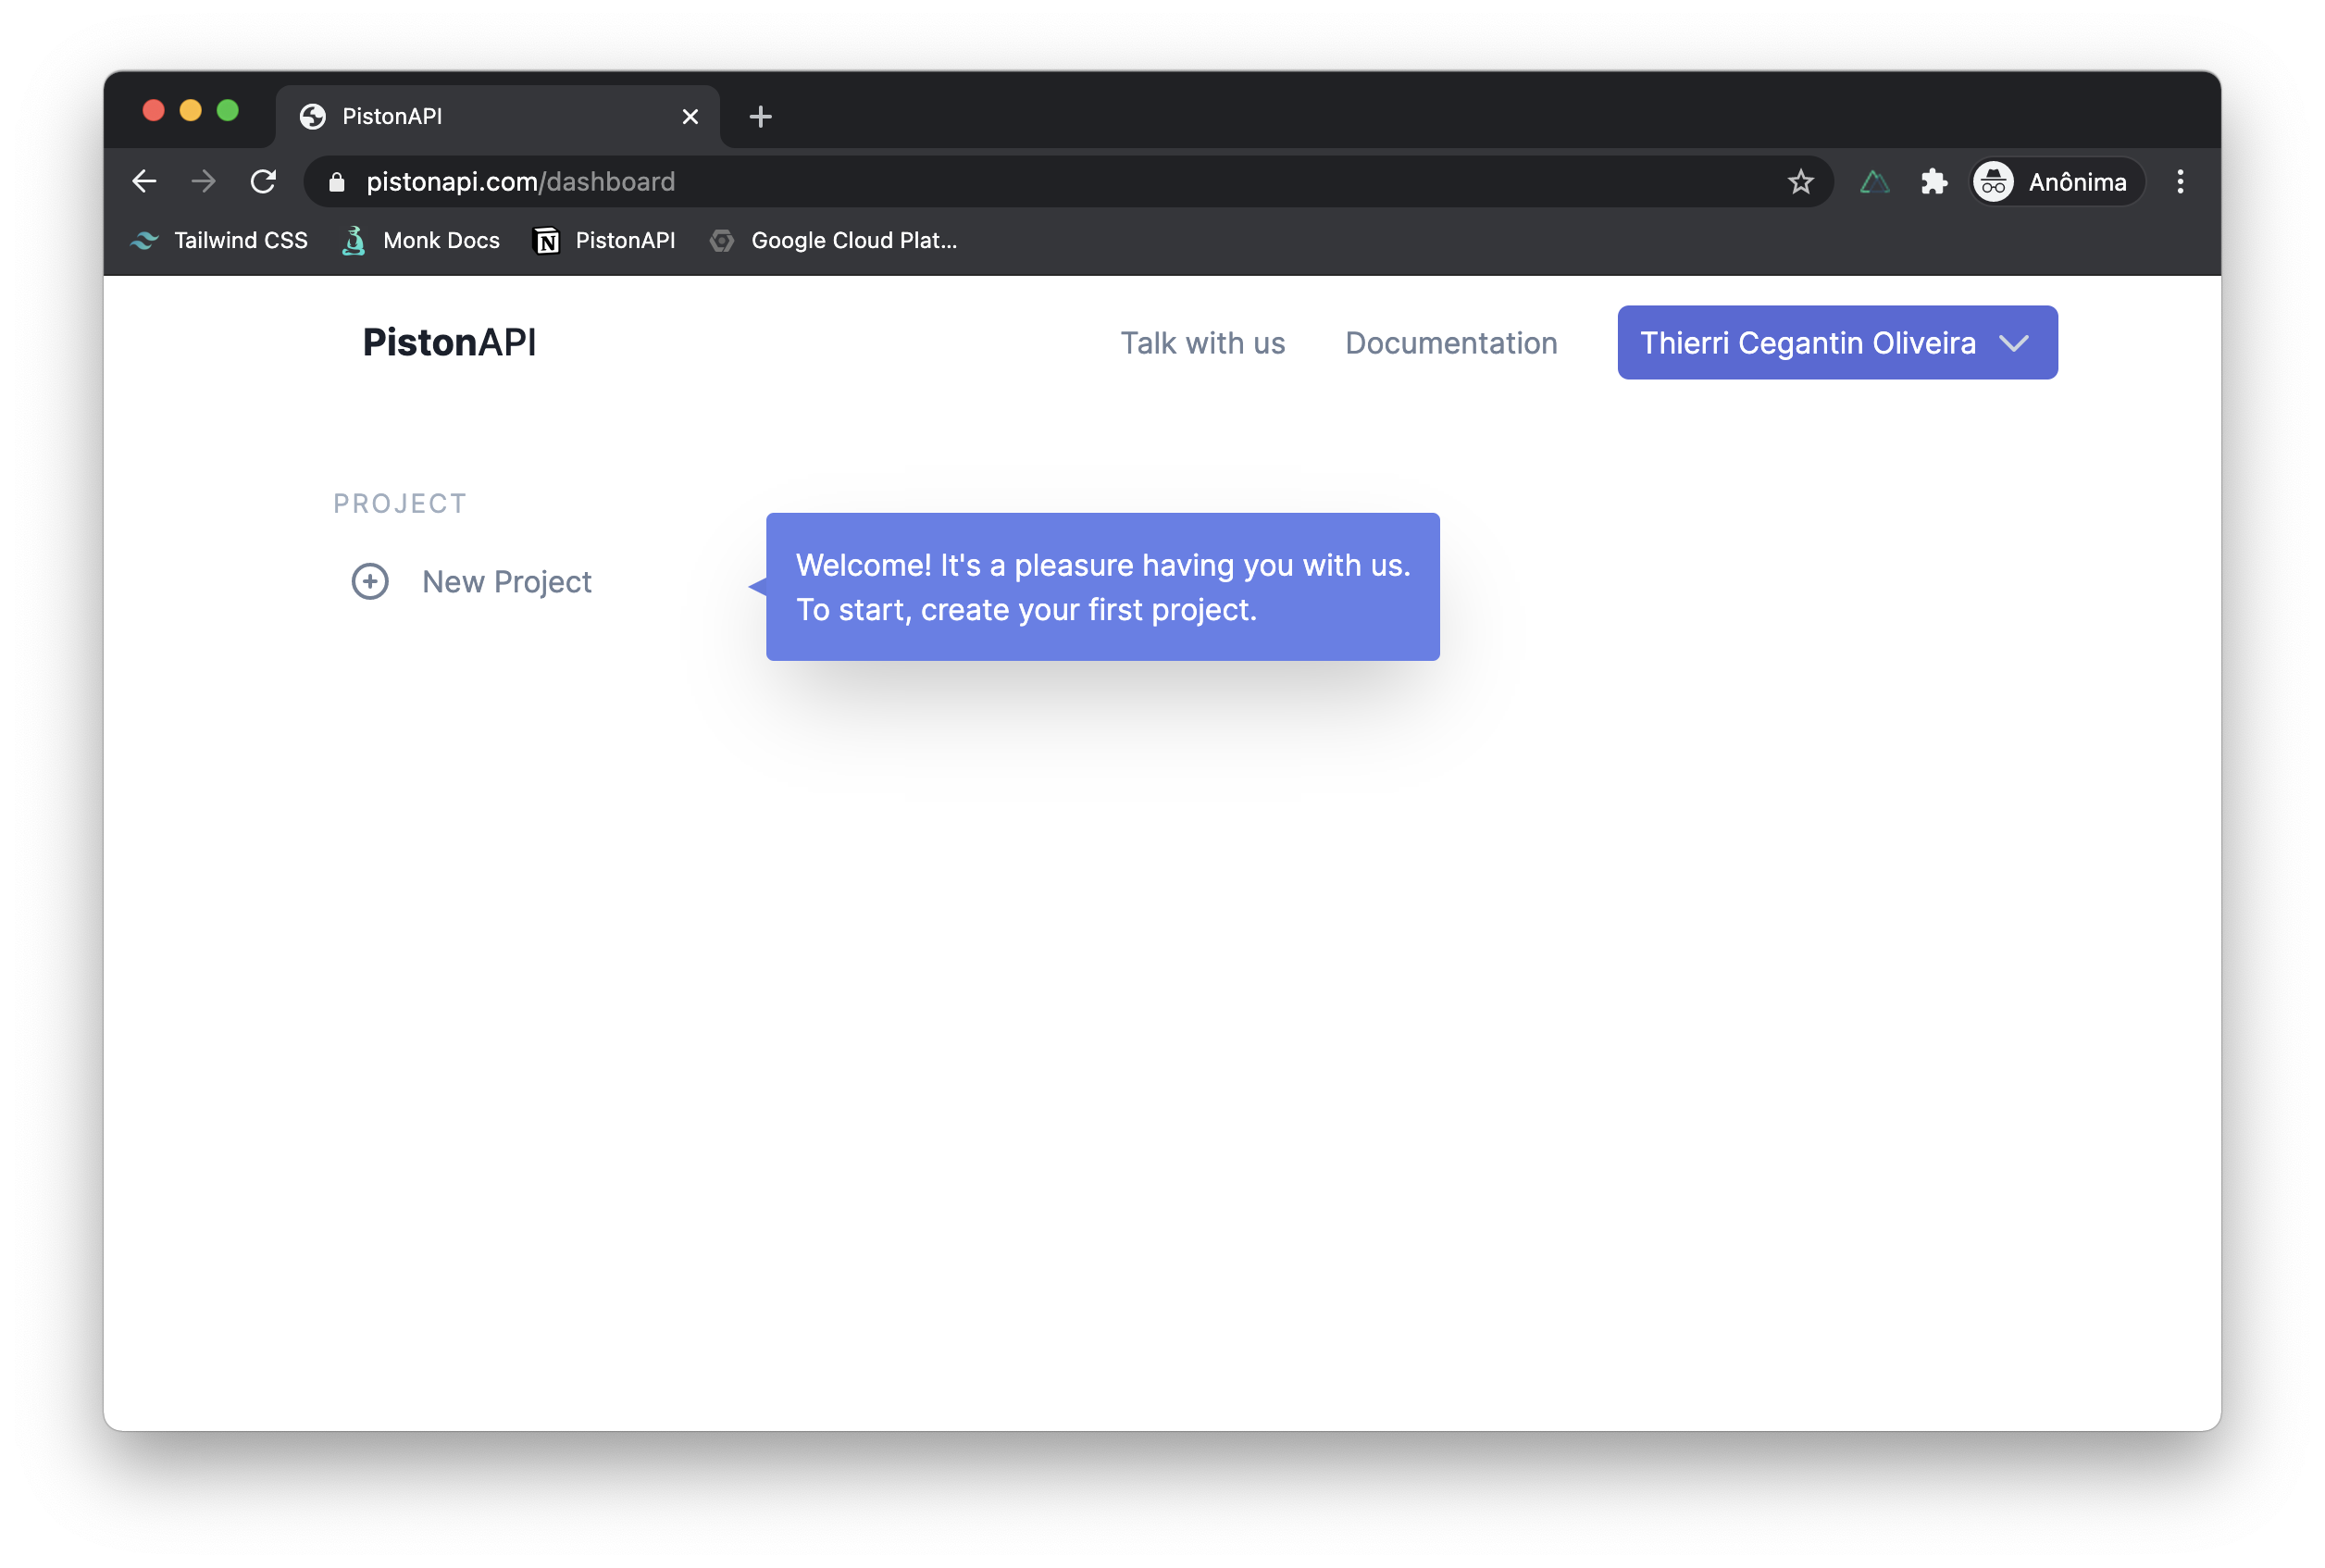 PistonAPI
pistonapi.com/dashboard
Anônima
Tailwind CSS
Monk Docs
N PistonAPI
Google Cloud Plat...
PistonAPI
Talk with us
Documentation
Thierri Cegantin Oliveira
PROJECT
New Project
Welcome! It's a pleasure having you with us.
To start, create your first project.